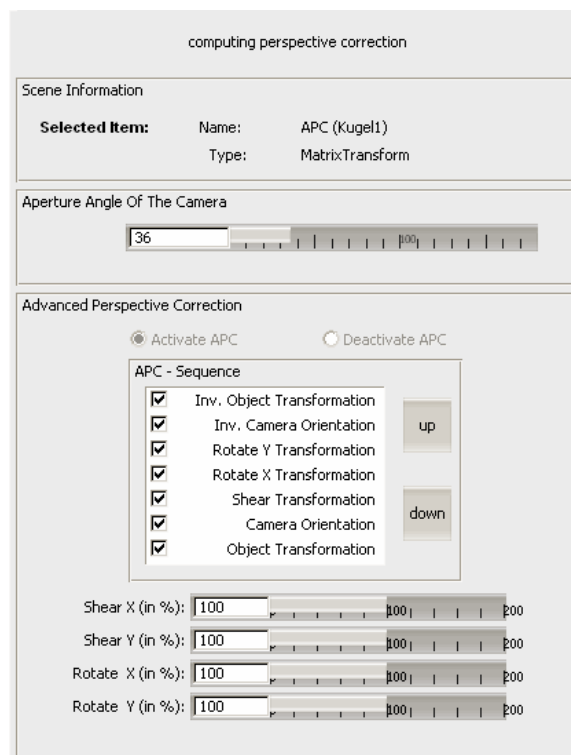 computing perspective correction
Scene Information
Selected Item: Name: APC (Kugel1)
Type: MatrixTransform
Aperture Angle Of The Camera
36 100
Advanced Perspective Correction
Activate APC Deactivate APC
APC - Sequence
Inv. Object Transformation
Inv. Camera Orientation
up
Rotate Y Transformation
Rotate X Transformation
Shear Transformation
down
Camera Orientation
Object Transformation
Shear X (in %): 100 100 200
Shear Y (in %): 100 100 200
Rotate X (in %): 100 100 200
Rotate Y (in %): 100 100 200